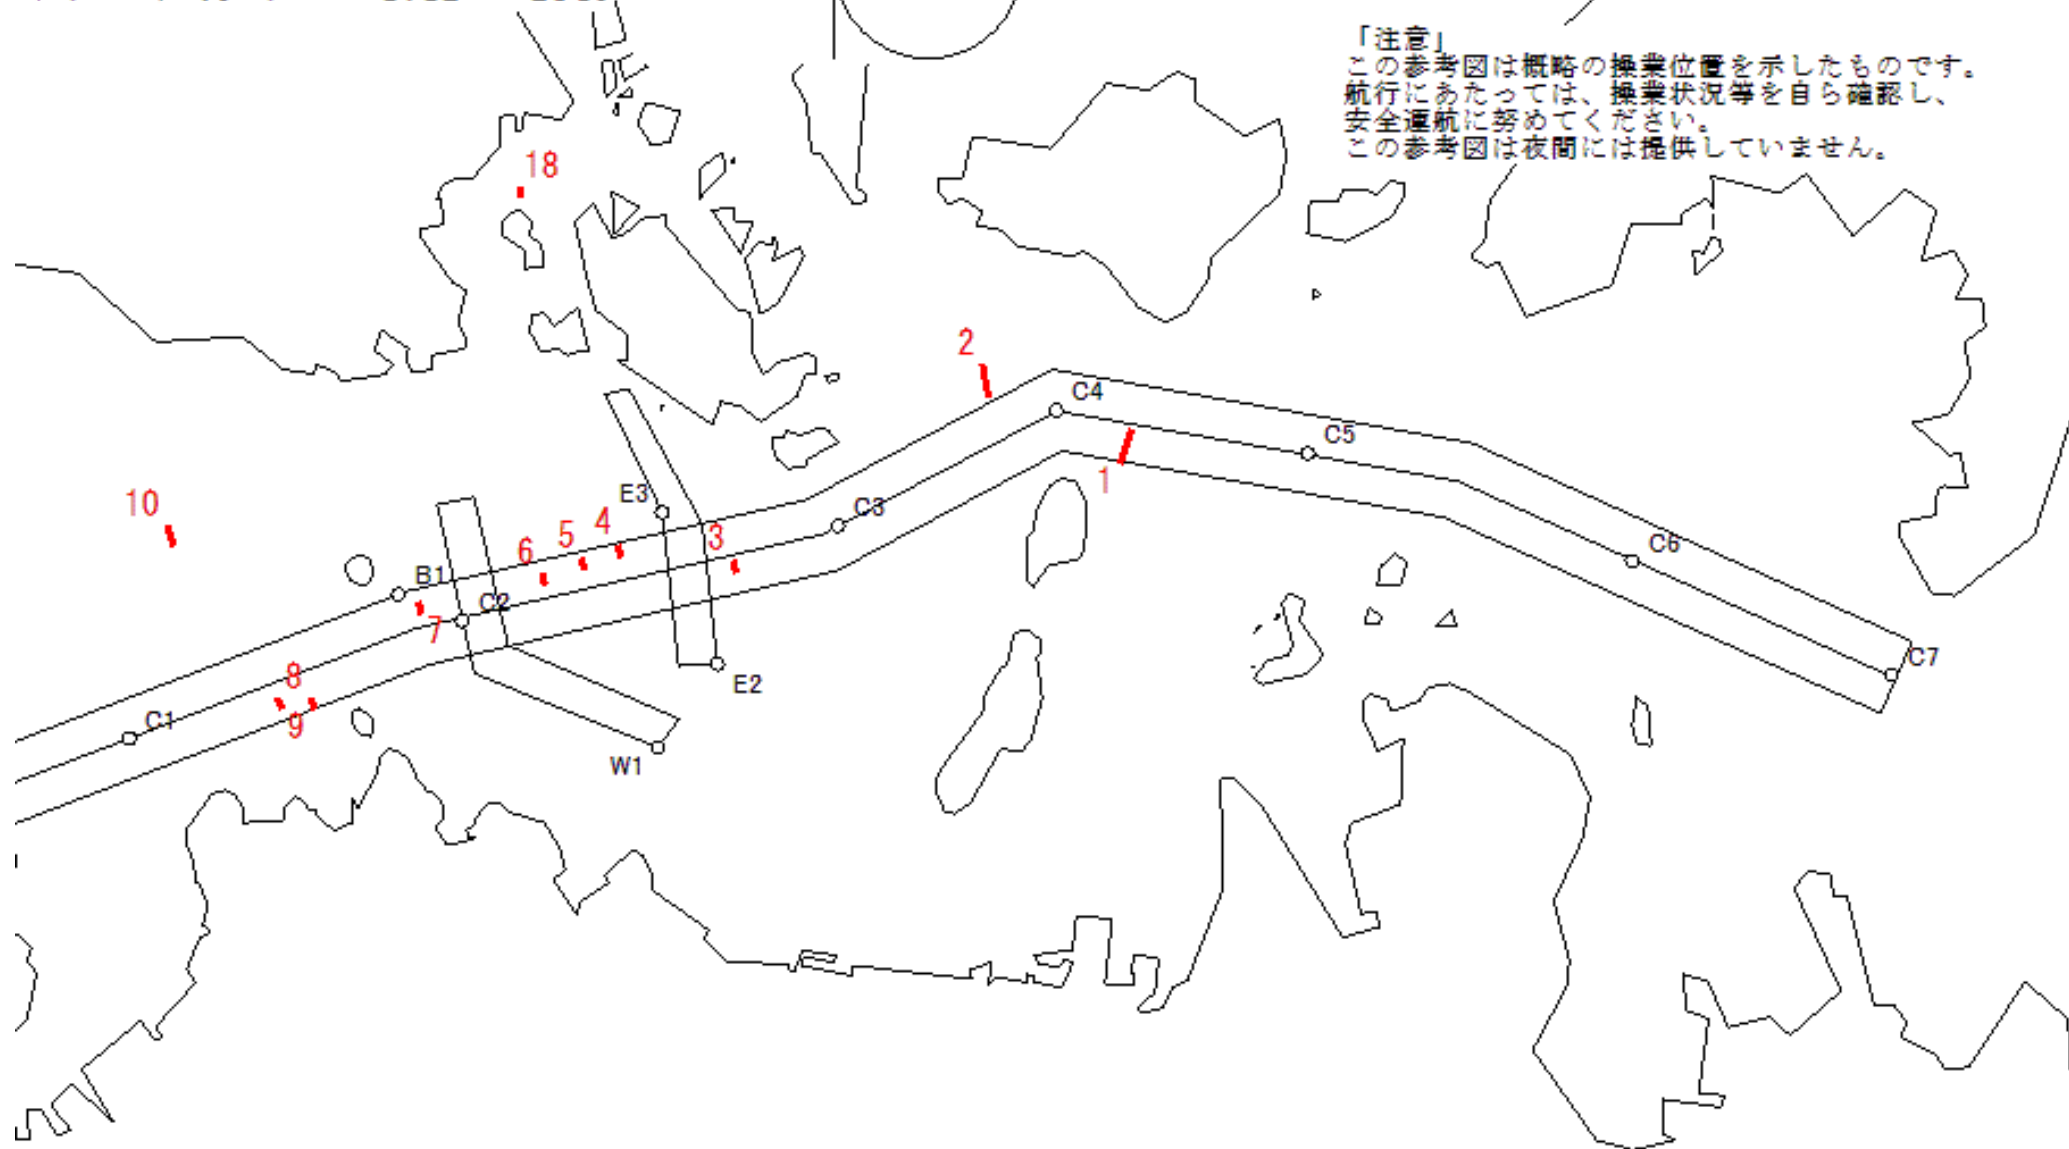 「注意」
この参考図は概略の操業位置を示したものです。
航行にあたっては、操業状況等を自ら確認し、
安全運航に努めてください。
この参考図は夜間には提供していません。
18
2
C4
C5
1
10
E3
C3
3
4
5
6
C6
B1
C2
7
C7
8
E2
C1
9
W1